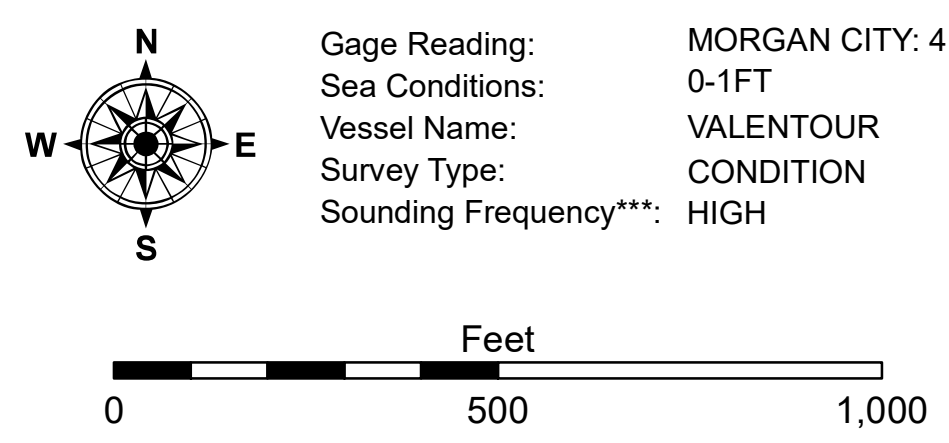 N
W E
S
Gage Reading: MORGAN CITY: 4
Sea Conditions: 0-1FT
Vessel Name: VALENTOUR
Survey Type: CONDITION
Sounding Frequency***: HIGH
Feet
0 500 1,000